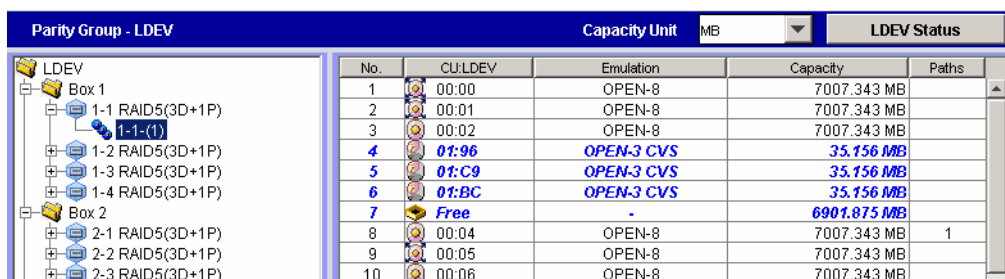 Parity Group - LDEV Capacity Unit MB LDEV Status
LDEV
Box 1
1-1 RAID5(3D+1P)
1-1-(1)
1-2 RAID5(3D+1P)
1-3 RAID5(3D+1P)
1-4 RAID5(3D+1P)
Box 2
2-1 RAID5(3D+1P)
2-2 RAID5(3D+1P)
2-3 RAID5(3D+1P)
No. CU:LDEV Emulation Capacity Paths
1 00:00 OPEN-8 7007.343 MB
2 00:01 OPEN-8 7007.343 MB
3 00:02 OPEN-8 7007.343 MB
4 01:96 OPEN-3 CVS 35.156 MB
5 01:C9 OPEN-3 CVS 35.156 MB
6 01:BC OPEN-3 CVS 35.156 MB
7 Free - 6901.875 MB
8 00:04 OPEN-8 7007.343 MB 1
9 00:05 OPEN-8 7007.343 MB
10 00:06 OPEN-8 7007.343 MB